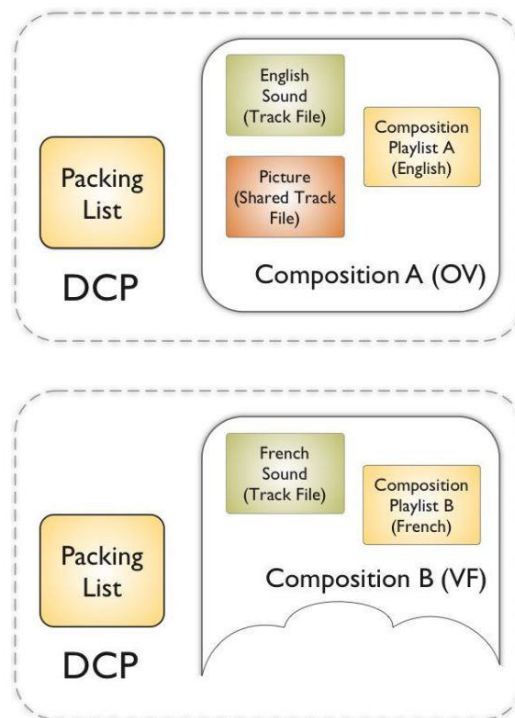 English
Sound
(Track File)
Composition
Playlist A
(English)
Packing
List
Picture
(Shared Track
File)
Composition A (OV)
DCP
French
Sound
(Track File)
Composition
Playlist B
(French)
Packing
List
Composition B (VF)
DCP